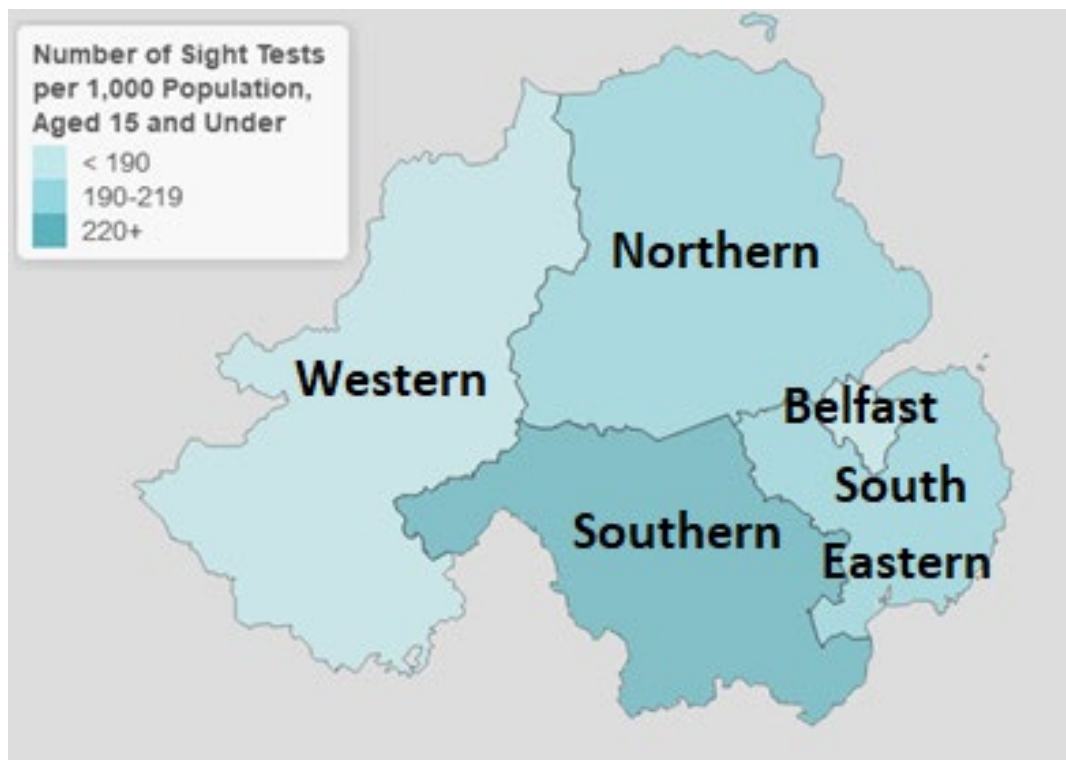 Number of Sight Tests
per 1,000 Population,
Aged 15 and Under
< 190
190-219
220+
Northern
Western
Belfast
South
Eastern
Southern